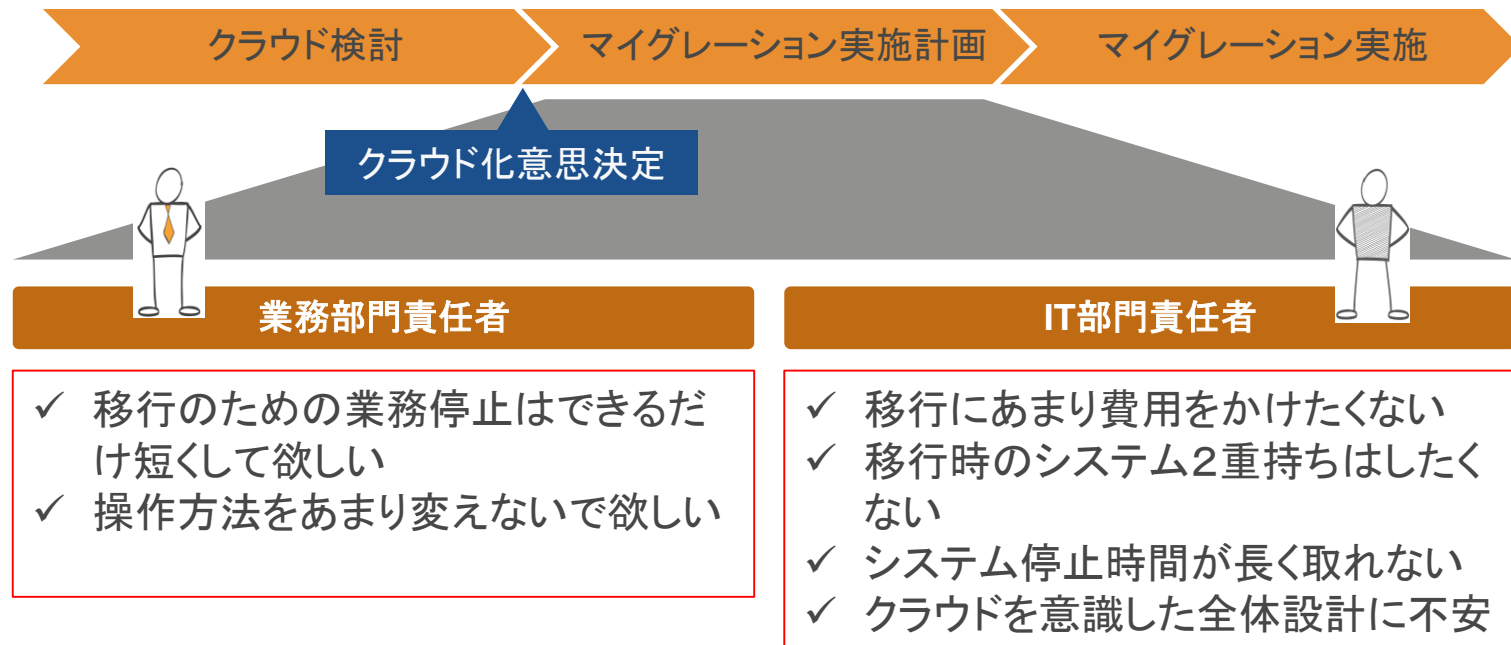 クラウド検討
マイグレーション実施計画
マイグレーション実施
クラウド化意思決定
業務部門責任者
✓ 移行のための業務停止はできるだ
け短くして欲しい
✓ 操作方法をあまり変えないで欲しい
IT部門責任者
✓ 移行にあまり費用をかけたくない
✓ 移行時のシステム２重持ちはしたく
ない
✓ システム停止時間が長く取れない
✓ クラウドを意識した全体設計に不安